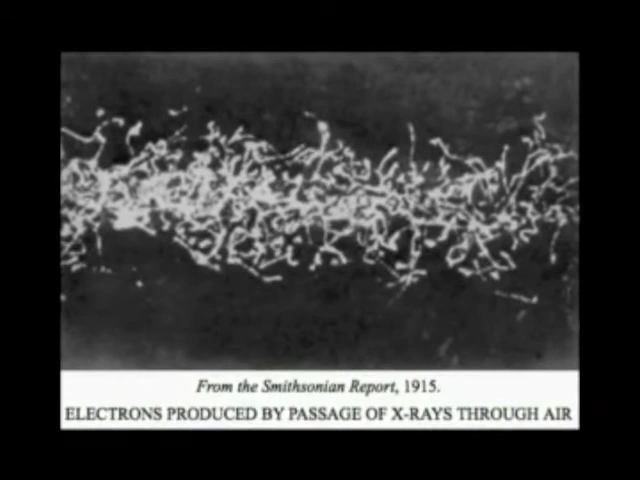 From the Smithsonian Report, 1915.
ELECTRONS PRODUCED BY PASSAGE OF X-RAYS THROUGH AIR